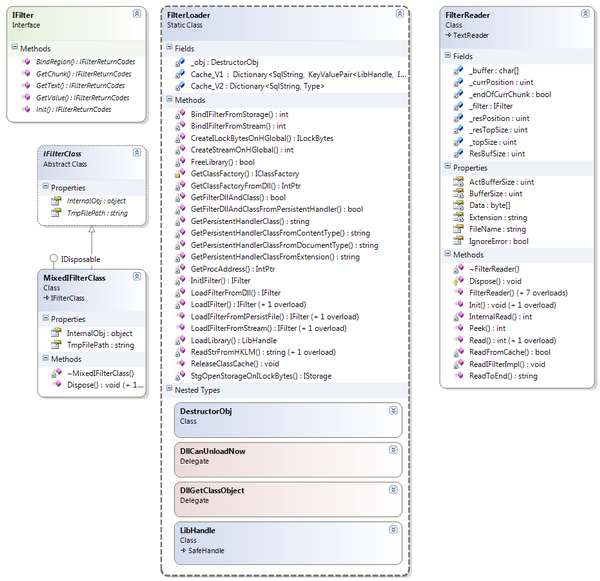 IFilter
Interface
Methods
BindRegion() : IFilterReturnCodes
GetChunk() : IFilterReturnCodes
GetText() : IFilterReturnCodes
GetValue() : IFilterReturnCodes
Init() : IFilterReturnCodes
IFilterClass
Abstract Class
Properties
InternalObj : object
TmpFilePath : string
IDisposable
MixedIFilterClass
Class
IFilterClass
Properties
InternalObj : object
TmpFilePath : string
Methods
~MixedIFilterClass()
Dispose() : void (+ 1...
FilterLoader
Static Class
Fields
_obj : DestructorObj
Cache_V1 : Dictionary<SqlString, KeyValuePair<LibHandle, I...
Cache_V2 : Dictionary<SqlString, Type>
Methods
BindIFilterFromStorage() : int
BindIFilterFromStream() : int
CreateILockBytesOnHGlobal() : ILockBytes
CreateStreamOnHGlobal() : int
FreeLibrary() : bool
GetClassFactory() : IClassFactory
GetClassFactoryFromDll() : IntPtr
GetFilterDllAndClass() : bool
GetFilterDllAndClassFromPersistentHandler() : bool
GetPersistentHandlerClass() : string
GetPersistentHandlerClassFromContentType() : string
GetPersistentHandlerClassFromDocumentType() : string
GetPersistentHandlerClassFromExtension() : string
GetProcAddress() : IntPtr
InitIFilter() : IFilter
LoadFilterFromDll() : IFilter
LoadIFilter() : IFilter (+ 1 overload)
LoadIFilterFromIPersistFile() : IFilter (+ 1 overload)
LoadIFilterFromStream() : IFilter (+ 1 overload)
LoadLibrary() : LibHandle
ReadStrFromHKLM() : string (+ 1 overload)
ReleaseClassCache() : void
StgOpenStorageOnILockBytes() : IStorage
Nested Types
DestructorObj
Class
DllCanUnloadNow
Delegate
DllGetClassObject
Delegate
LibHandle
Class
SafeHandle
FilterReader
Class
TextReader
Fields
_buffer : char[]
_currPosition : uint
_endOfCurrChunk : bool
_filter : IFilter
_resPosition : uint
_resTopSize : uint
_topSize : uint
ResBufSize : uint
Properties
ActBufferSize : uint
BufferSize : uint
Data : byte[]
Extension : string
FileName : string
IgnoreError : bool
Methods
~FilterReader()
Dispose() : void
FilterReader() (+ 7 overloads)
Init() : void (+ 1 overload)
InternalRead() : int
Peek() : int
Read() : int (+ 1 overload)
ReadFromCache() : bool
ReadIFilterImpl() : void
ReadToEnd() : string